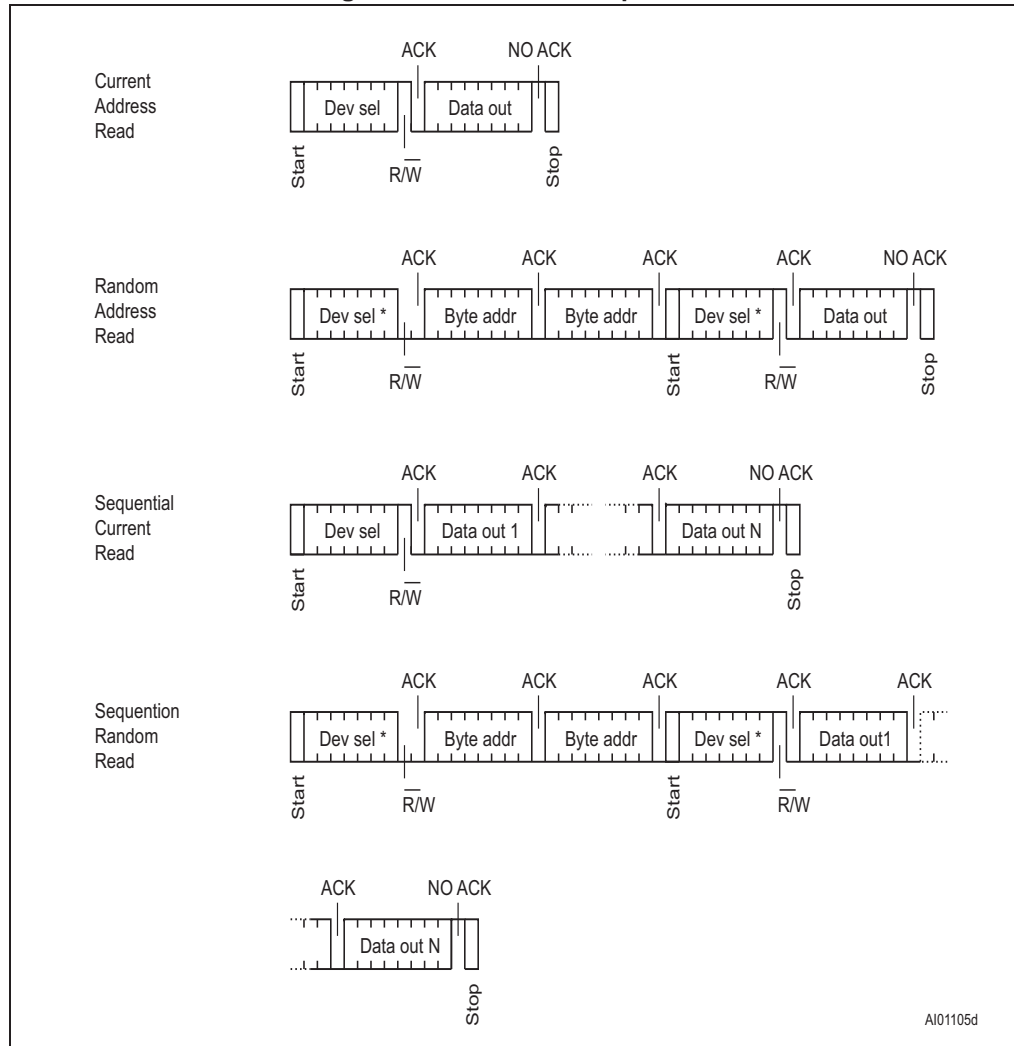 ACK NO ACK
Current
Address
Read
Dev sel Data out
Start R/W̅ Stop
ACK ACK ACK ACK NO ACK
Random
Address
Read
Dev sel * Byte addr Byte addr Dev sel * Data out
Start R/W̅ Start R/W̅ Stop
ACK ACK ACK NO ACK
Sequential
Current
Read
Dev sel Data out 1 Data out N
Start R/W̅ Stop
ACK ACK ACK ACK ACK
Sequention
Random
Read
Dev sel * Byte addr Byte addr Dev sel * Data out1
Start R̅/W Start R̅/W
ACK NO ACK
Data out N
Stop
AI01105d